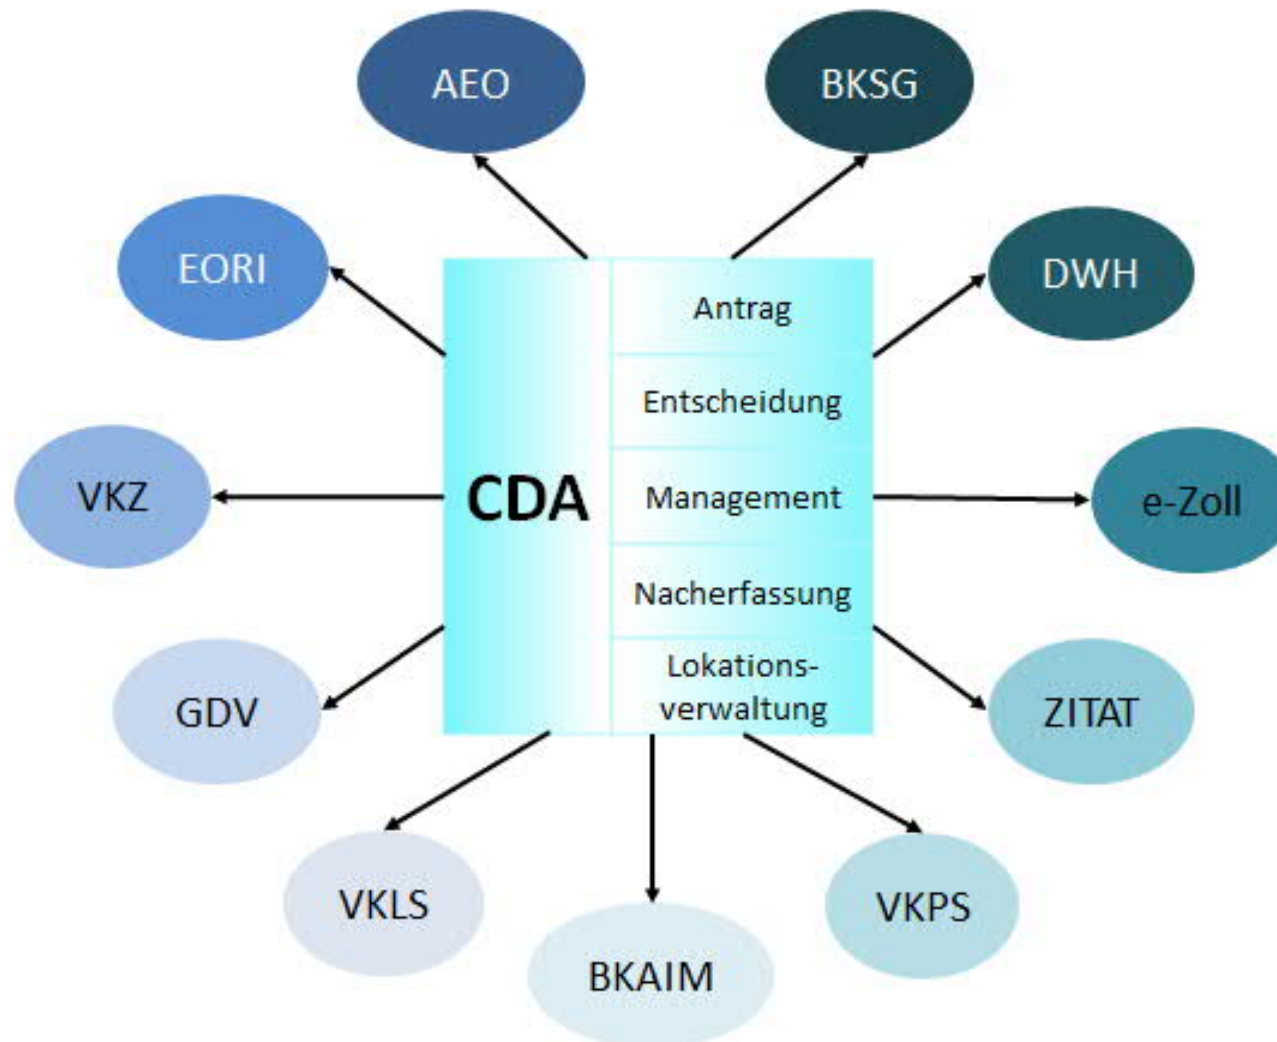 AEO
BKSG
EORI
DWH
Antrag
Entscheidung
VKZ
CDA
Management
e-Zoll
Nacherfassung
Lokations-
verwaltung
GDV
ZITAT
VKLS
VKPS
BKAIM